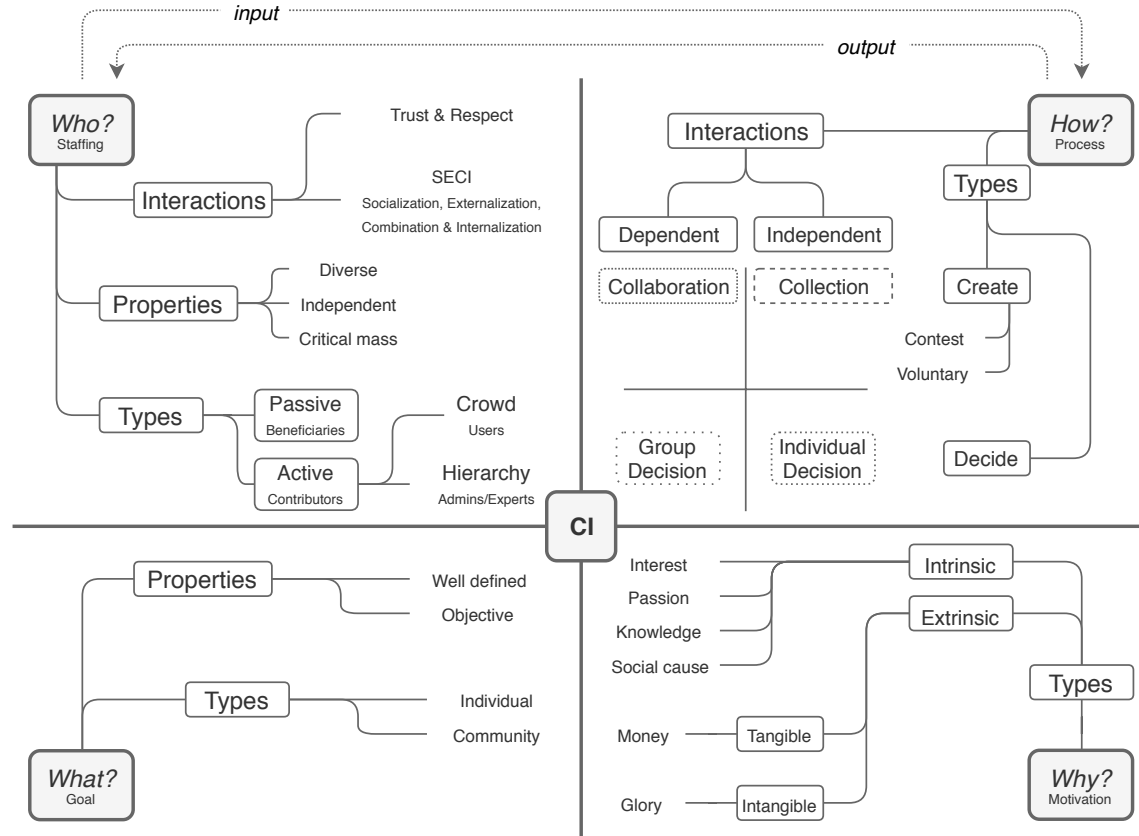 input
output
Who?
Staffing
Trust & Respect
Interactions
SECI
Socialization, Externalization,
Combination & Internalization
Properties
Diverse
Independent
Critical mass
Types
Passive
Beneficiaries
Active
Contributors
Crowd
Users
Hierarchy
Admins/Experts
How?
Process
Interactions
Types
Dependent
Independent
Collaboration
Collection
Create
Contest
Voluntary
Group
Decision
Individual
Decision
Decide
CI
Properties
Well defined
Objective
Types
Individual
Community
What?
Goal
Interest
Passion
Knowledge
Social cause
Intrinsic
Extrinsic
Types
Money
Tangible
Glory
Intangible
Why?
Motivation